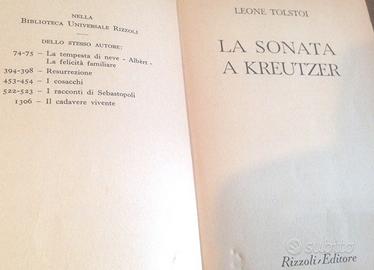 NELLA
BIBLIOTECA UNIVERSALE RIZZOLI
DELLO STESSO AUTORE:
74-75 — La tempesta di neve - Albèrt -
La felicità familiare
394-398 — Resurrezione
453-454 — I cosacchi
522-523 — I racconti di Sebastopoli
1306 — Il cadavere vivente
LEONE TOLSTOI
LA SONATA
A KREUTZER
Rizzoli · Editore
subito